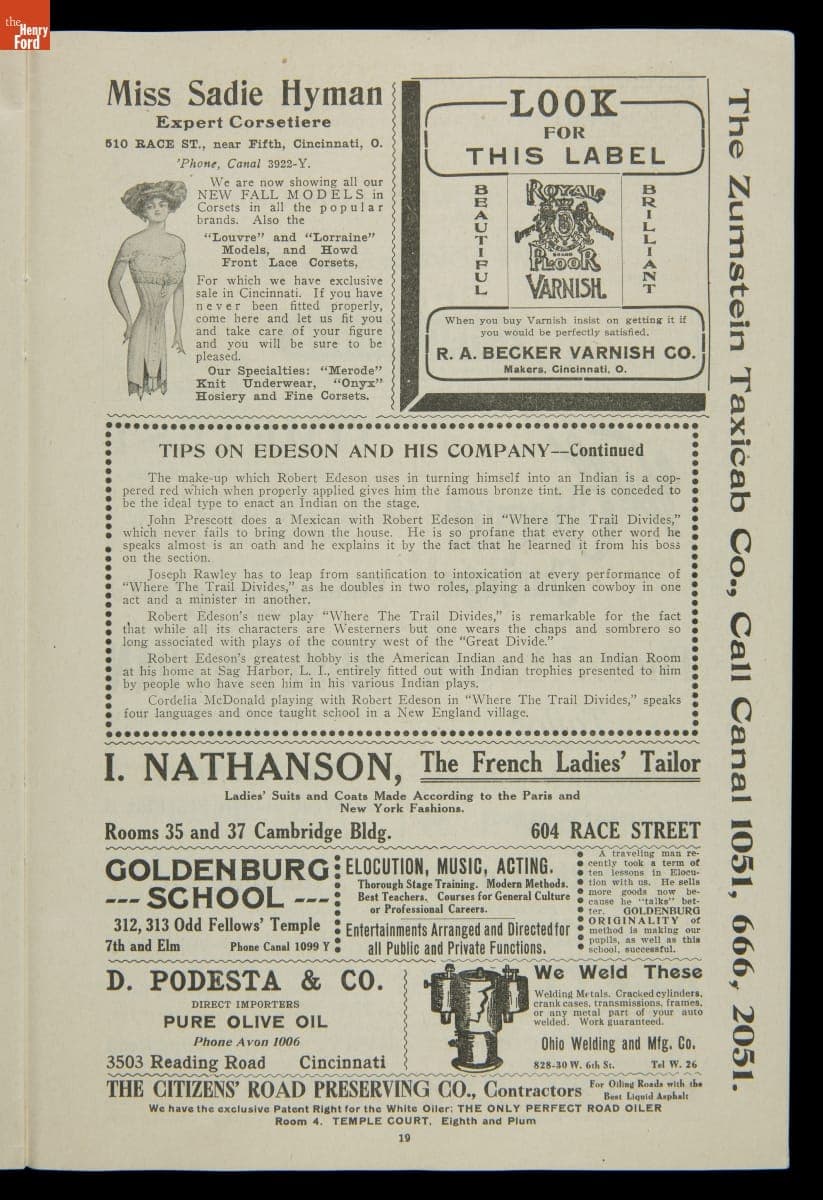 the
Henry
Ford
Miss Sadie Hyman
Expert Corsetiere
510 RACE ST., near Fifth, Cincinnati, O.
'Phone, Canal 3922-Y.
We are now showing all our
NEW FALL MODELS in
Corsets in all the popular
brands. Also the
"Louvre" and "Lorraine"
Models, and Howd
Front Lace Corsets,
For which we have exclusive
sale in Cincinnati. If you have
never been fitted properly,
come here and let us fit you
and take care of your figure
and you will be sure to be
pleased.
Our Specialties: "Merode"
Knit Underwear, "Onyx"
Hosiery and Fine Corsets.
LOOK
FOR
THIS LABEL
BEAUTIFUL
ROYAL
FLOOR
VARNISH.
BRILLIANT
When you buy Varnish insist on getting it if
you would be perfectly satisfied.
R. A. BECKER VARNISH CO.
Makers, Cincinnati, O.
TIPS ON EDESON AND HIS COMPANY—Continued
The make-up which Robert Edeson uses in turning himself into an Indian is a cop-
pered red which when properly applied gives him the famous bronze tint. He is conceded to
be the ideal type to enact an Indian on the stage.
John Prescott does a Mexican with Robert Edeson in "Where The Trail Divides,"
which never fails to bring down the house. He is so profane that every other word he
speaks almost is an oath and he explains it by the fact that he learned it from his boss
on the section.
Joseph Rawley has to leap from santification to intoxication at every performance of
"Where The Trail Divides," as he doubles in two roles, playing a drunken cowboy in one
act and a minister in another.
Robert Edeson's new play "Where The Trail Divides," is remarkable for the fact
that while all its characters are Westerners but one wears the chaps and sombrero so
long associated with plays of the country west of the "Great Divide."
Robert Edeson's greatest hobby is the American Indian and he has an Indian Room
at his home at Sag Harbor, L. I., entirely fitted out with Indian trophies presented to him
by people who have seen him in his various Indian plays.
Cordelia McDonald playing with Robert Edeson in "Where The Trail Divides," speaks
four languages and once taught school in a New England village.
I. NATHANSON, The French Ladies' Tailor
Ladies' Suits and Coats Made According to the Paris and
New York Fashions.
Rooms 35 and 37 Cambridge Bldg. 604 RACE STREET
GOLDENBURG
--- SCHOOL ---
312, 313 Odd Fellows' Temple
7th and Elm Phone Canal 1099 Y
ELOCUTION, MUSIC, ACTING.
Thorough Stage Training. Modern Methods.
Best Teachers. Courses for General Culture
or Professional Careers.
Entertainments Arranged and Directed for
all Public and Private Functions.
A traveling man re-
cently took a term of
ten lessons in Elocu-
tion with us. He sells
more goods now be-
cause he "talks" bet-
ter. GOLDENBURG
ORIGINALITY of
method is making our
pupils, as well as this
school, successful.
D. PODESTA & CO.
DIRECT IMPORTERS
PURE OLIVE OIL
Phone Avon 1006
3503 Reading Road Cincinnati
We Weld These
Welding Metals. Cracked cylinders,
crank cases, transmissions, frames,
or any metal part of your auto
welded. Work guaranteed.
Ohio Welding and Mfg. Co.
828-30 W. 6th St. Tel W. 26
THE CITIZENS' ROAD PRESERVING CO., Contractors For Oiling Roads with the
Best Liquid Asphalt
We have the exclusive Patent Right for the White Oiler: THE ONLY PERFECT ROAD OILER
Room 4, TEMPLE COURT, Eighth and Plum
19
The Zumstein Taxicab Co., Call Canal 1051, 666, 2051.